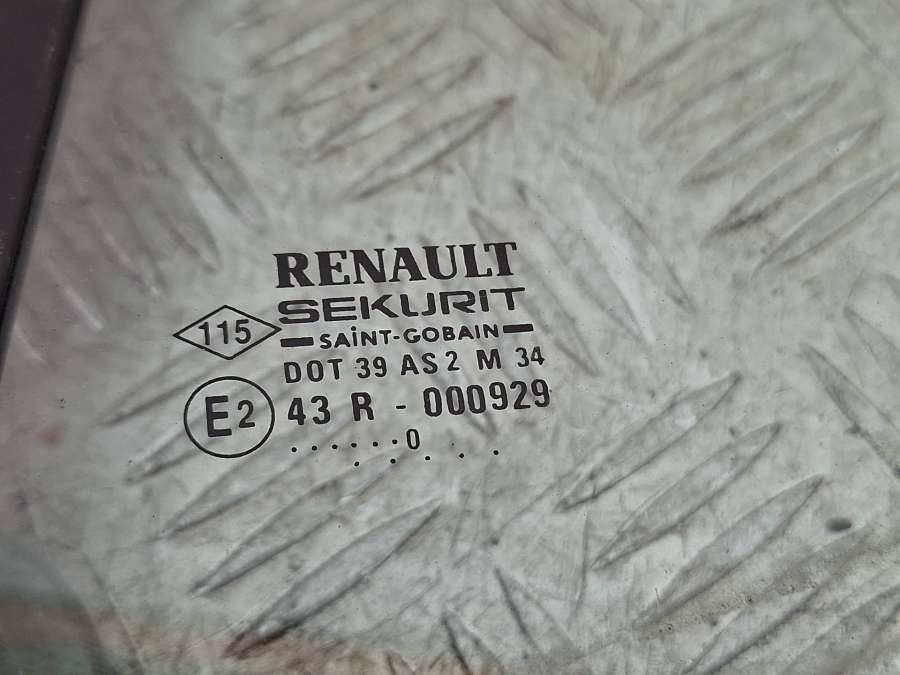 RENAULT
SEKURIT
SAiNT-GOBAIN
115
DOT 39 AS2 M 34
E2
43 R - 000929
. . . . . . 0
. . . . .